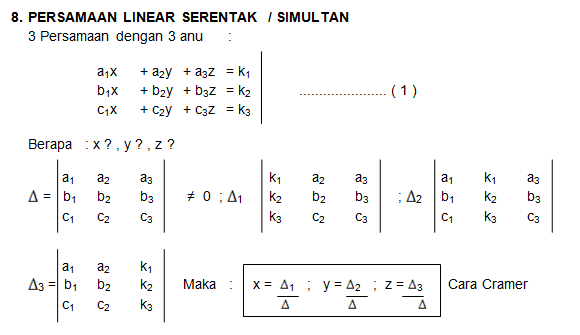 8. PERSAMAAN LINEAR SERENTAK / SIMULTAN
3 Persamaan dengan 3 anu :
a₁x + a₂y + a₃z = k₁
b₁x + b₂y + b₃z = k₂ ..................... ( 1 )
c₁x + c₂y + c₃z = k₃
Berapa : x ? , y ? , z ?
a₁ a₂ a₃ k₁ a₂ a₃ a₁ k₁ a₃
Δ = b₁ b₂ b₃ ≠ 0 ; Δ₁ k₂ b₂ b₃ ; Δ₂ b₁ k₂ b₃
c₁ c₂ c₃ k₃ c₂ c₃ c₁ k₃ c₃
a₁ a₂ k₁
Δ₃ = b₁ b₂ k₂ Maka : x = Δ₁ ; y = Δ₂ ; z = Δ₃ Cara Cramer
Δ Δ Δ
c₁ c₂ k₃